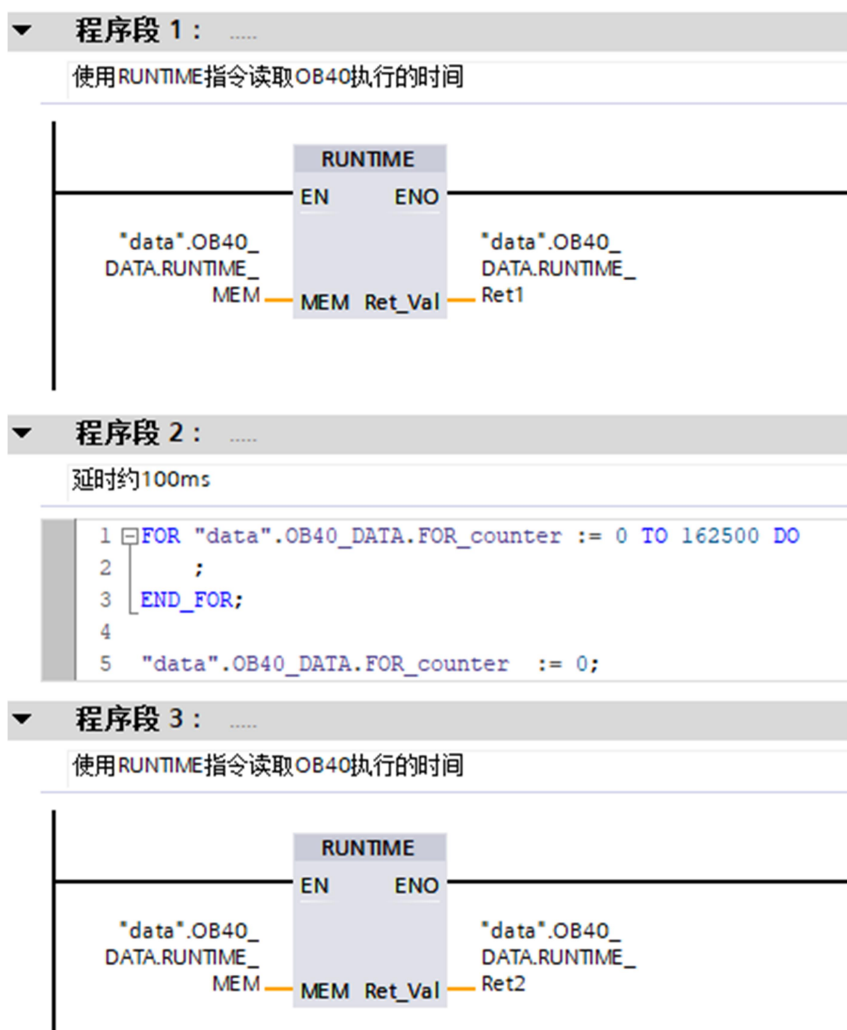 程序段 1： .....
使用RUNTIME指令读取OB40执行的时间
RUNTIME
EN ENO
"data".OB40_
DATA.RUNTIME_
MEM
MEM Ret_Val
"data".OB40_
DATA.RUNTIME_
Ret1
程序段 2： .....
延时约100ms
1 FOR "data".OB40_DATA.FOR_counter := 0 TO 162500 DO
2 ;
3 END_FOR;
4
5 "data".OB40_DATA.FOR_counter := 0;
程序段 3： .....
使用RUNTIME指令读取OB40执行的时间
RUNTIME
EN ENO
"data".OB40_
DATA.RUNTIME_
MEM
MEM Ret_Val
"data".OB40_
DATA.RUNTIME_
Ret2